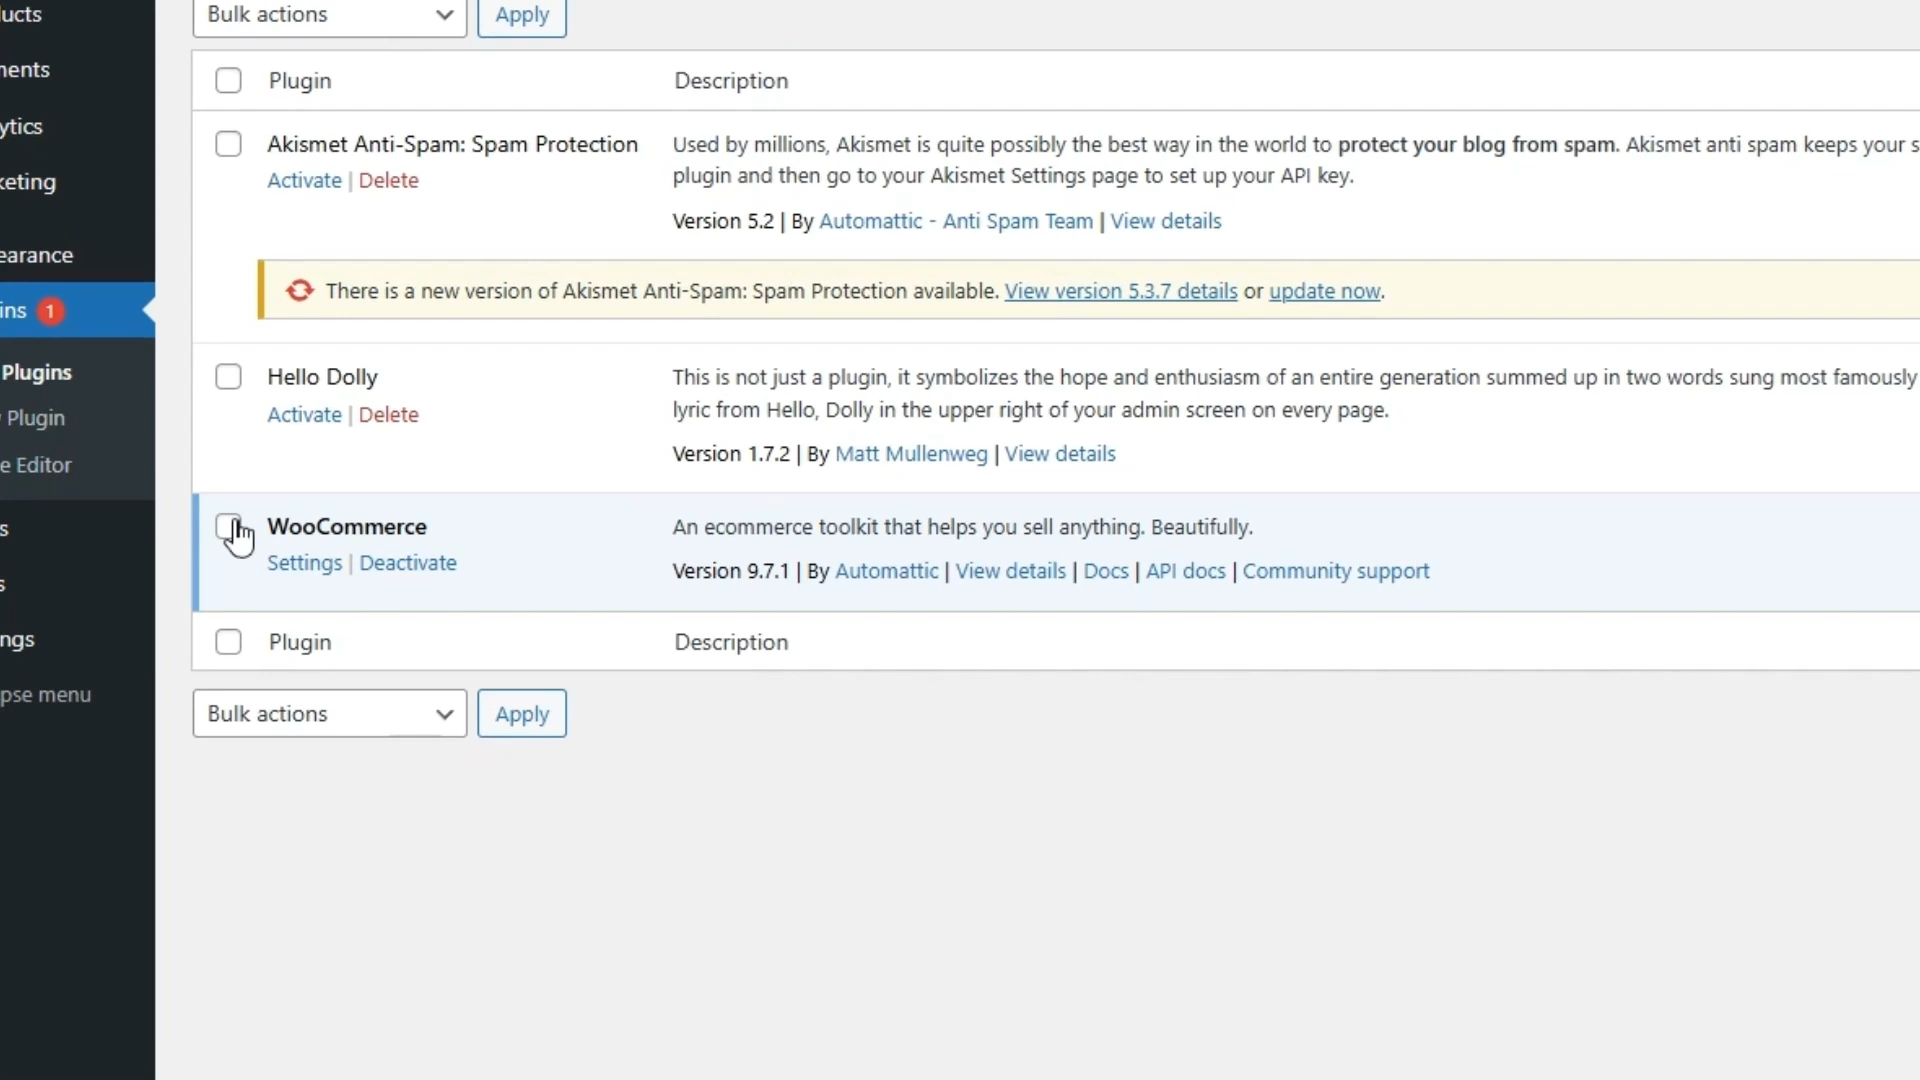 ucts
Bulk actions
Apply
nents
ytics
keting
earance
ins 1
Plugins
Plugin
e Editor
s
s
ngs
pse menu
Plugin
Description
Akismet Anti-Spam: Spam Protection
Activate | Delete
Used by millions, Akismet is quite possibly the best way in the world to protect your blog from spam. Akismet anti spam keeps your s
plugin and then go to your Akismet Settings page to set up your API key.
Version 5.2 | By Automattic - Anti Spam Team | View details
There is a new version of Akismet Anti-Spam: Spam Protection available. View version 5.3.7 details or update now.
Hello Dolly
Activate | Delete
This is not just a plugin, it symbolizes the hope and enthusiasm of an entire generation summed up in two words sung most famously
lyric from Hello, Dolly in the upper right of your admin screen on every page.
Version 1.7.2 | By Matt Mullenweg | View details
WooCommerce
Settings | Deactivate
An ecommerce toolkit that helps you sell anything. Beautifully.
Version 9.7.1 | By Automattic | View details | Docs | API docs | Community support
Plugin
Description
Bulk actions
Apply